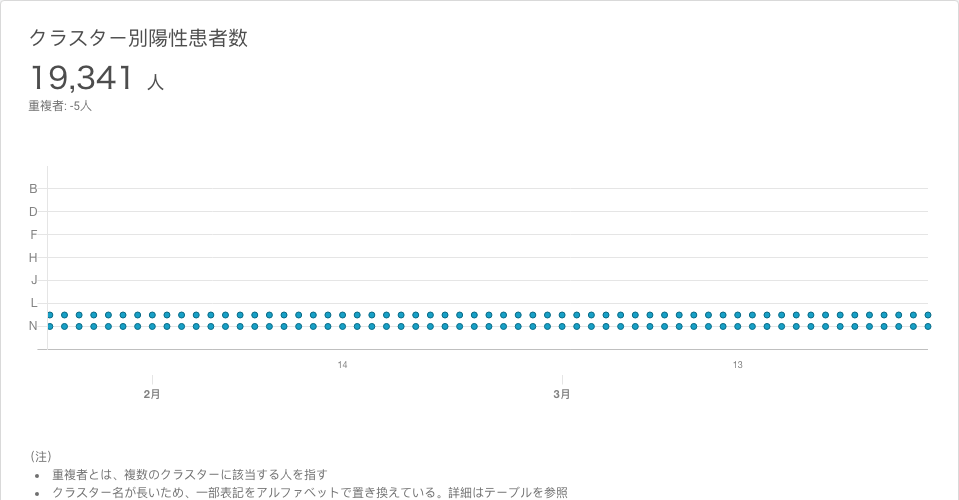 クラスター別陽性患者数
19,341 人
重複者: -5人
B
D
F
H
J
L
N
14
13
2月
3月
(注)
• 重複者とは、複数のクラスターに該当する人を指す
• クラスター名が長いため、一部表記をアルファベットで置き換えている。詳細はテーブルを参照